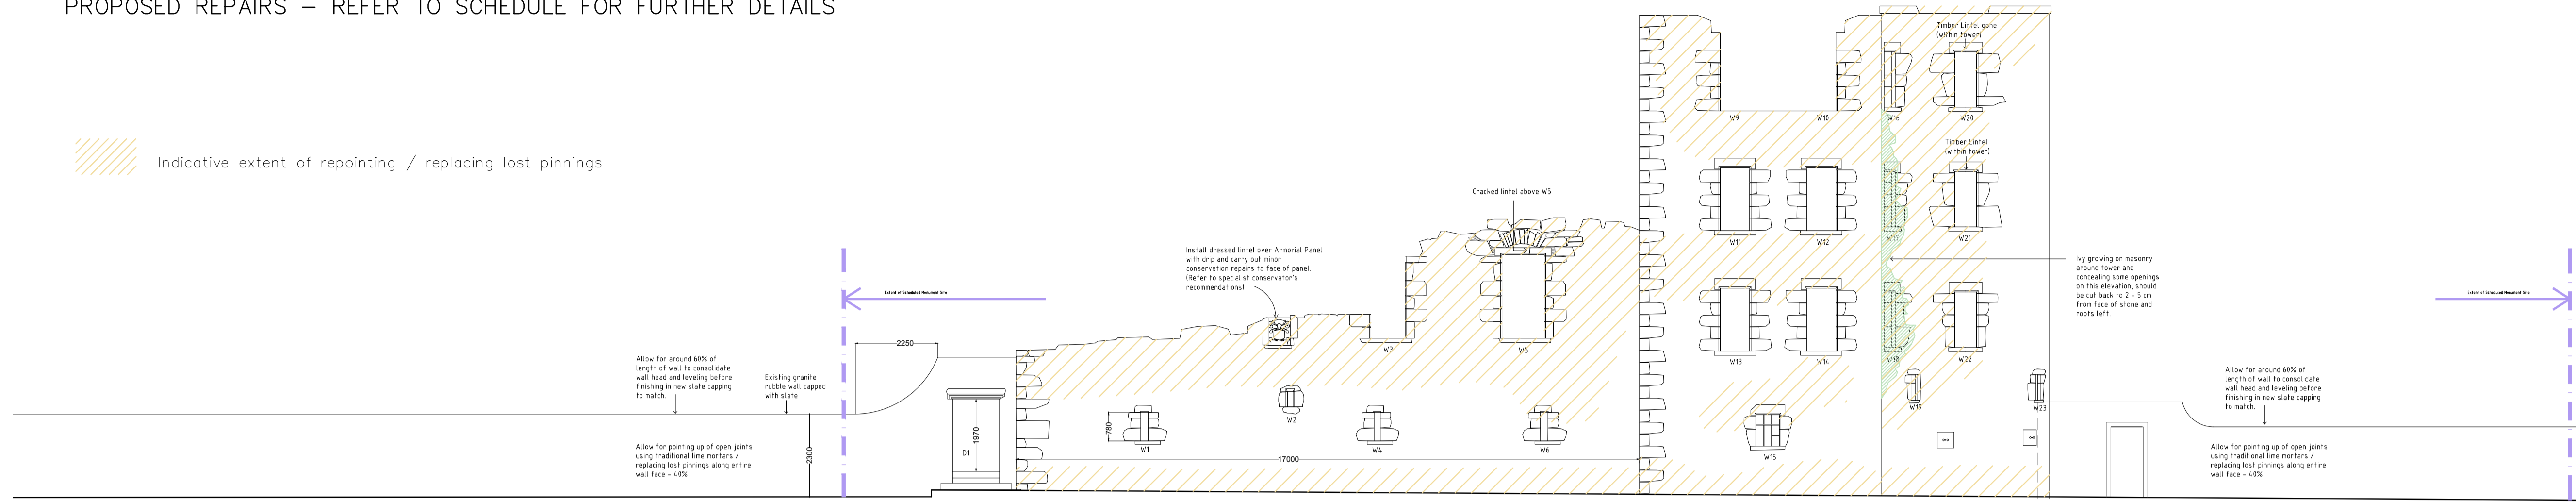 PROPOSED REPAIRS – REFER TO SCHEDULE FOR FURTHER DETAILS
Indicative extent of repointing / replacing lost pinnings
Allow for around 60% of
length of wall to consolidate
wall head and leveling before
finishing in new slate capping
to match.
Existing granite
rubble wall capped
with slate
Allow for pointing up of open joints
using traditional lime mortars /
replacing lost pinnings along entire
wall face - 40%
2300
2250
Extent of Scheduled Monument Site
D1
1970
780
W1
Install dressed lintel over Armorial Panel
with drip and carry out minor
conservation repairs to face of panel.
(Refer to specialist conservator's
recommendations)
W2
W3
W4
Cracked lintel above W5
W5
W6
17000
W9
W10
W11
W12
W13
W14
W15
Timber Lintel gone
(within tower)
W16
W20
Timber Lintel
(within tower)
W17
W21
W18
W22
W19
W23
Ivy growing on masonry
around tower and
concealing some openings
on this elevation, should
be cut back to 2 - 5 cm
from face of stone and
roots left.
Allow for around 60% of
length of wall to consolidate
wall head and leveling before
finishing in new slate capping
to match.
Allow for pointing up of open joints
using traditional lime mortars /
replacing lost pinnings along entire
wall face - 40%
Extent of Scheduled Monument Site